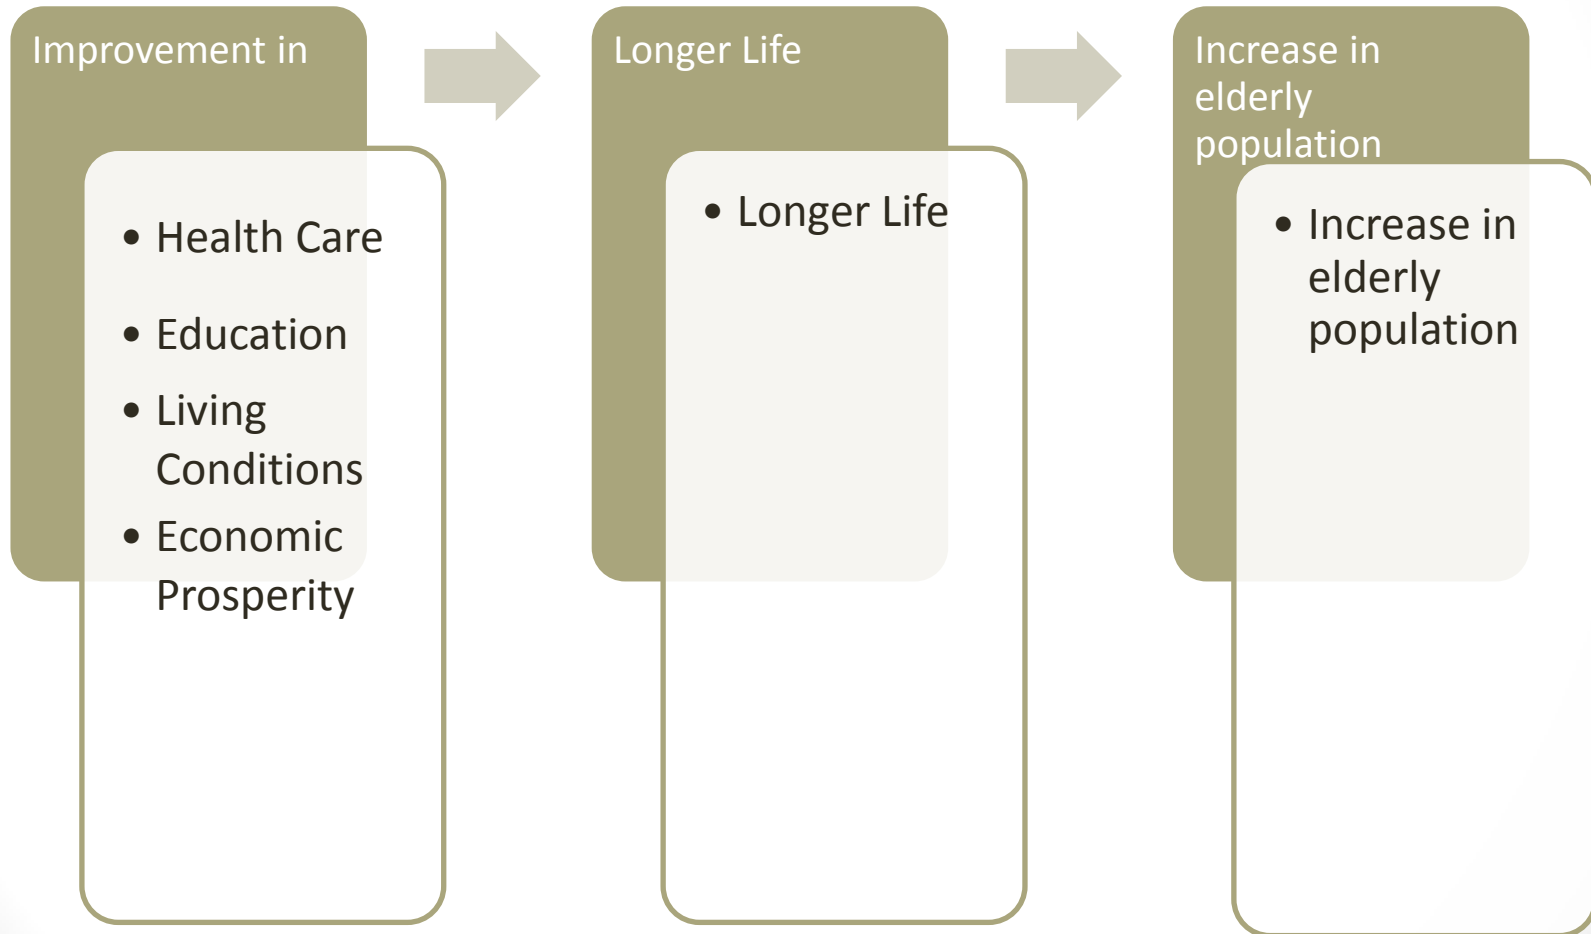 Improvement in
• Health Care
• Education
• Living
Conditions
• Economic
Prosperity
Longer Life
• Longer Life
Increase in
elderly
population
• Increase in
elderly
population